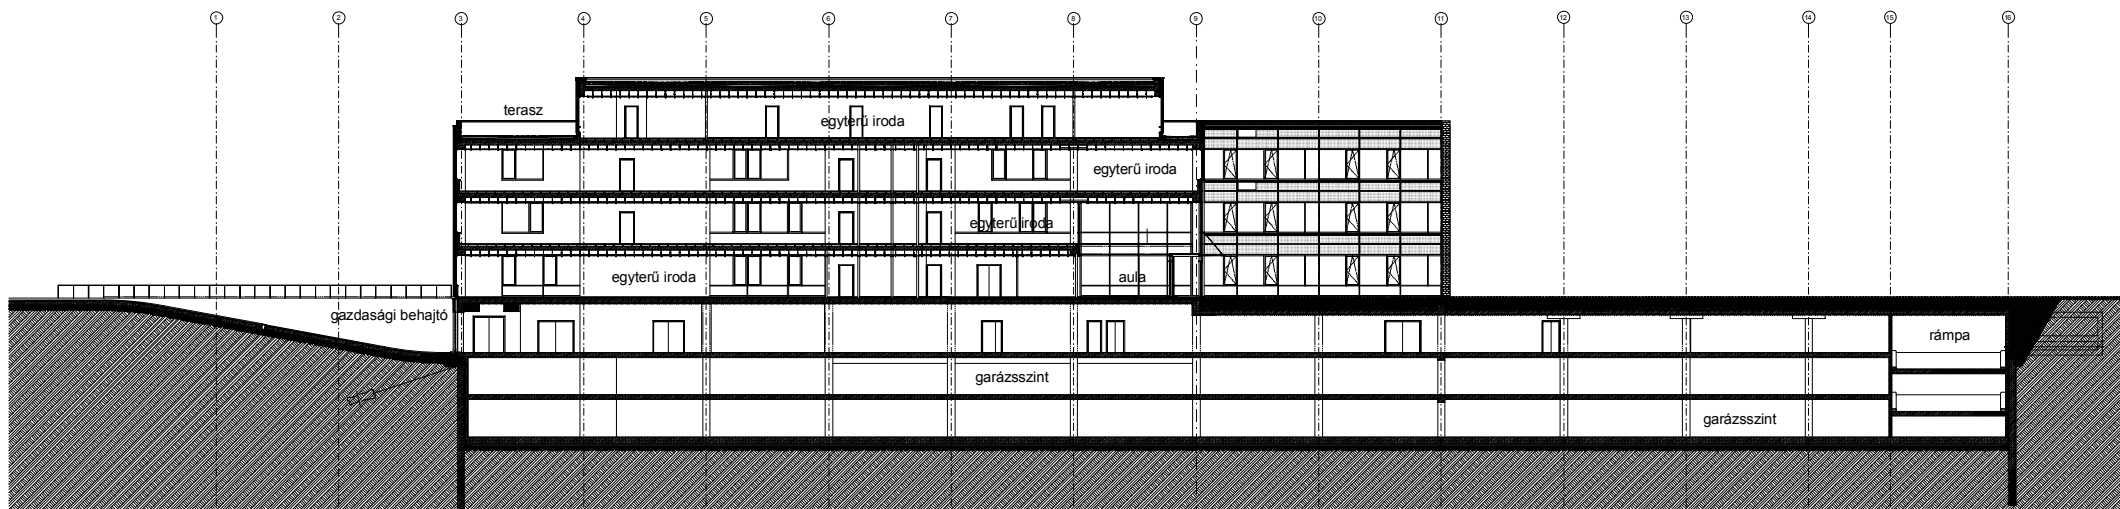 1 2 3 4 5 6 7 8 9 10 11 12 13 14 15 16
terasz
egyterű iroda
egyterű iroda
egyterű iroda
egyterű iroda
aula
gazdasági behajtó
rámpa
garázsszint
garázsszint